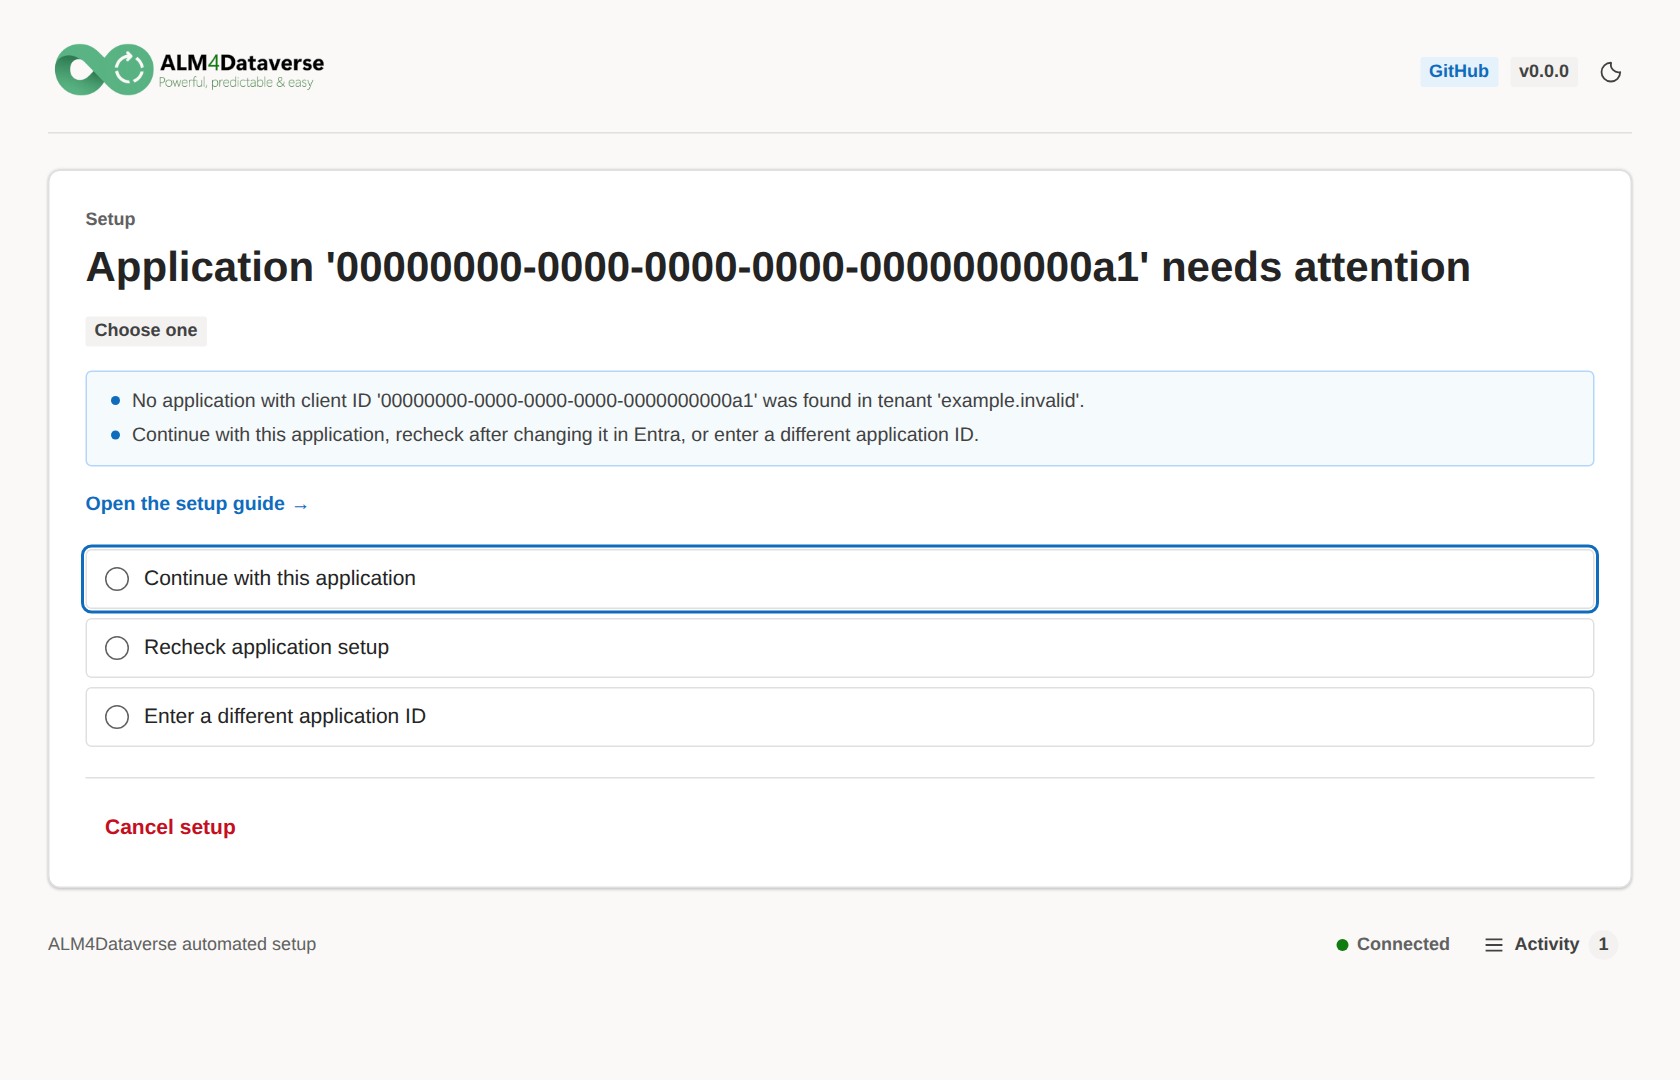 ALM4Dataverse
Powerful, predictable & easy
GitHub
v0.0.0
Setup
Application '00000000-0000-0000-0000-0000000000a1' needs attention
Choose one
No application with client ID '00000000-0000-0000-0000-0000000000a1' was found in tenant 'example.invalid'.
Continue with this application, recheck after changing it in Entra, or enter a different application ID.
Open the setup guide →
Continue with this application
Recheck application setup
Enter a different application ID
Cancel setup
ALM4Dataverse automated setup
Connected
Activity 1